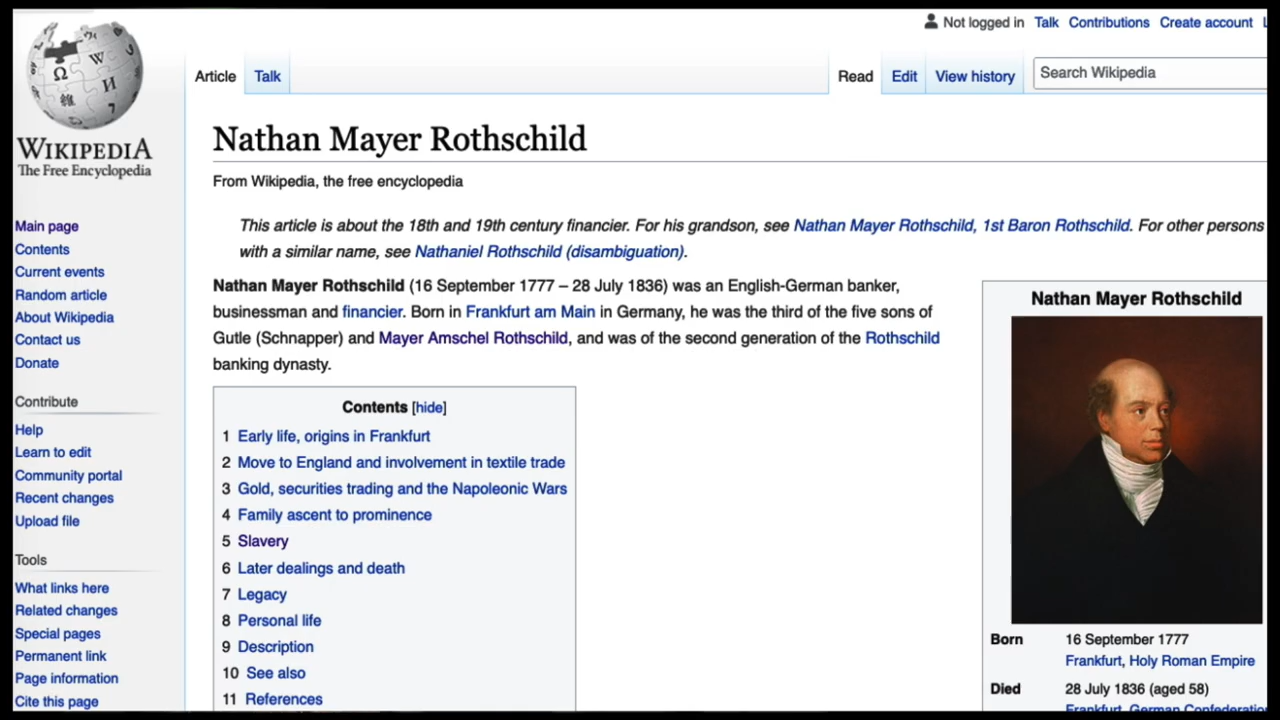 Not logged in Talk Contributions Create account
Article Talk Read Edit View history Search Wikipedia
WIKIPEDIA
The Free Encyclopedia
Main page
Contents
Current events
Random article
About Wikipedia
Contact us
Donate
Contribute
Help
Learn to edit
Community portal
Recent changes
Upload file
Tools
What links here
Related changes
Special pages
Permanent link
Page information
Cite this page
Nathan Mayer Rothschild
From Wikipedia, the free encyclopedia
This article is about the 18th and 19th century financier. For his grandson, see Nathan Mayer Rothschild, 1st Baron Rothschild. For other persons
with a similar name, see Nathaniel Rothschild (disambiguation).
Nathan Mayer Rothschild (16 September 1777 – 28 July 1836) was an English-German banker,
businessman and financier. Born in Frankfurt am Main in Germany, he was the third of the five sons of
Gutle (Schnapper) and Mayer Amschel Rothschild, and was of the second generation of the Rothschild
banking dynasty.
Contents [hide]
1 Early life, origins in Frankfurt
2 Move to England and involvement in textile trade
3 Gold, securities trading and the Napoleonic Wars
4 Family ascent to prominence
5 Slavery
6 Later dealings and death
7 Legacy
8 Personal life
9 Description
10 See also
11 References
Nathan Mayer Rothschild
Born 16 September 1777
Frankfurt, Holy Roman Empire
Died 28 July 1836 (aged 58)
Frankfurt, German